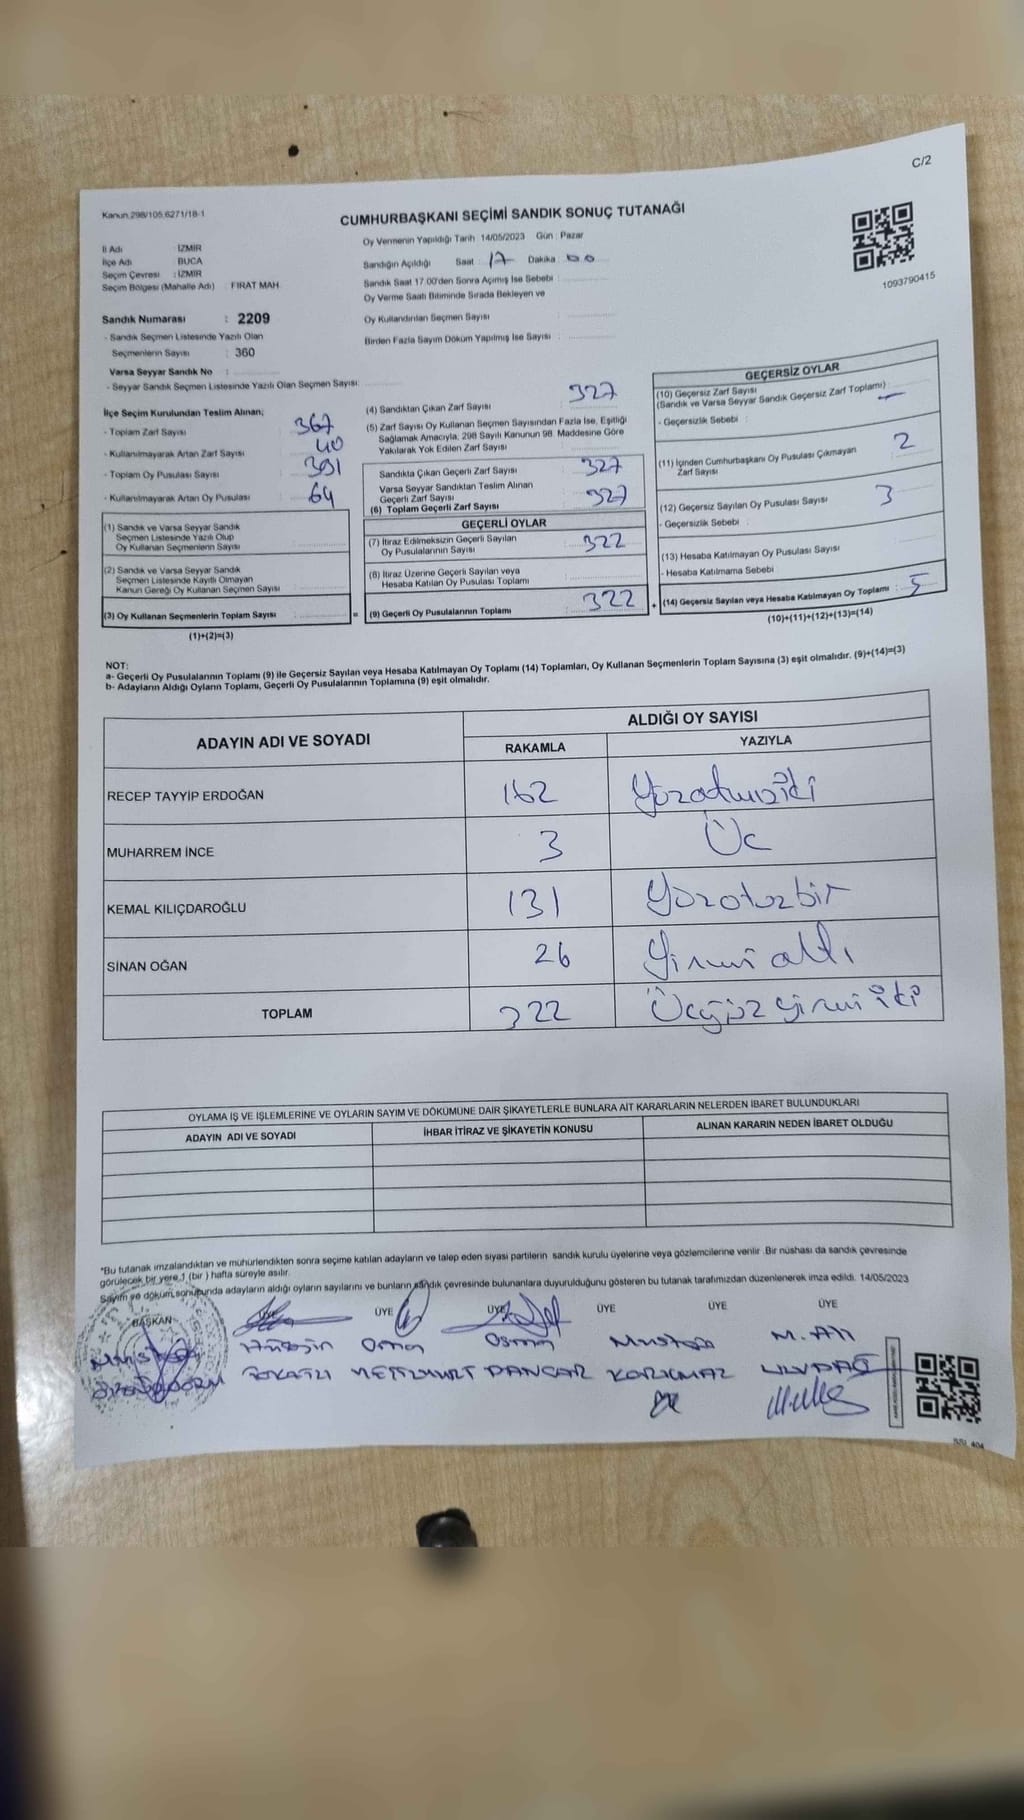 C/2
Kanun.298/105,6271/18-1
CUMHURBAŞKANI SEÇİMİ SANDIK SONUÇ TUTANAĞI
1093790415
İl Adı : İZMİR
İlçe Adı : BUCA
Seçim Çevresi : İZMİR
Seçim Bölgesi (Mahalle Adı) : FIRAT MAH.
Oy Vermenin Yapıldığı Tarih 14/05/2023 Gün : Pazar
Sandığın Açıldığı Saat : 17 Dakika : 00
Sandık Saat 17:00'den Sonra Açımış İse Sebebi :
Oy Verme Saati Bitiminde Sırada Bekleyen ve
Oy Kullandırılan Seçmen Sayısı :
Birden Fazla Sayım Döküm Yapılmış İse Sayısı :
Sandık Numarası : 2209
- Sandık Seçmen Listesinde Yazılı Olan
Seçmenlerin Sayısı : 360
Varsa Seyyar Sandık No :
- Seyyar Sandık Seçmen Listesinde Yazılı Olan Seçmen Sayısı:
İlçe Seçim Kurulundan Teslim Alınan;
- Toplam Zarf Sayısı : 367
- Kullanılmayarak Artan Zarf Sayısı : 40
- Toplam Oy Pusulası Sayısı : 391
- Kullanılmayarak Artan Oy Pusulası : 64
(1) Sandık ve Varsa Seyyar Sandık
Seçmen Listesinde Yazılı Olup
Oy Kullanan Seçmenlerin Sayısı :
(2) Sandık ve Varsa Seyyar Sandık
Seçmen Listesinde Kayıtlı Olmayan
Kanun Gereği Oy Kullanan Seçmen Sayısı :
(3) Oy Kullanan Seçmenlerin Toplam Sayısı :
(1)+(2)=(3)
(4) Sandıktan Çıkan Zarf Sayısı : 327
(5) Zarf Sayısı Oy Kullanan Seçmen Sayısından Fazla İse, Eşitliği
Sağlamak Amacıyla; 298 Sayılı Kanunun 98. Maddesine Göre
Yakılarak Yok Edilen Zarf Sayısı :
Sandıkta Çıkan Geçerli Zarf Sayısı : 327
Varsa Seyyar Sandıktan Teslim Alınan
Geçerli Zarf Sayısı :
(6) Toplam Geçerli Zarf Sayısı : 327
GEÇERLİ OYLAR
(7) İtiraz Edilmeksizin Geçerli Sayılan
Oy Pusulalarının Sayısı : 322
(8) İtiraz Üzerine Geçerli Sayılan veya
Hesaba Katılan Oy Pusulası Toplamı :
= (9) Geçerli Oy Pusulalarının Toplamı : 322
GEÇERSİZ OYLAR
(10) Geçersiz Zarf Sayısı
(Sandık ve Varsa Seyyar Sandık Geçersiz Zarf Toplamı) : —
- Geçersizlik Sebebi :
(11) İçinden Cumhurbaşkanı Oy Pusulası Çıkmayan
Zarf Sayısı : 2
(12) Geçersiz Sayılan Oy Pusulası Sayısı : 3
- Geçersizlik Sebebi :
(13) Hesaba Katılmayan Oy Pusulası Sayısı :
- Hesaba Katılmama Sebebi :
+ (14) Geçersiz Sayılan veya Hesaba Katılmayan Oy Toplamı : 5
(10)+(11)+(12)+(13)=(14)
NOT:
a- Geçerli Oy Pusulalarının Toplamı (9) ile Geçersiz Sayılan veya Hesaba Katılmayan Oy Toplamı (14) Toplamları, Oy Kullanan Seçmenlerin Toplam Sayısına (3) eşit olmalıdır. (9)+(14)=(3)
b- Adayların Aldığı Oyların Toplamı, Geçerli Oy Pusulalarının Toplamına (9) eşit olmalıdır.
ADAYIN ADI VE SOYADI
ALDIĞI OY SAYISI
RAKAMLA YAZIYLA
RECEP TAYYİP ERDOĞAN 162 Yüzatmışiki
MUHARREM İNCE 3 Üc
KEMAL KILIÇDAROĞLU 131 Yüzotuzbir
SİNAN OĞAN 26 Yirmi altı
TOPLAM 322 Üçyüz yirmi iki
OYLAMA İŞ VE İŞLEMLERİNE VE OYLARIN SAYIM VE DÖKÜMÜNE DAİR ŞİKAYETLERLE BUNLARA AİT KARARLARIN NELERDEN İBARET BULUNDUKLARI
ADAYIN ADI VE SOYADI İHBAR İTİRAZ VE ŞİKAYETİN KONUSU ALINAN KARARIN NEDEN İBARET OLDUĞU
*Bu tutanak imzalandıktan ve mühürlendikten sonra seçime katılan adayların ve talep eden siyasi partilerin sandık kurulu üyelerine veya gözlemcilerine verilir .Bir nüshası da sandık çevresinde
görülecek bir yere 1 (bir ) hafta süreyle asılır.
Sayım ve döküm sonupunda adayların aldığı oyların sayılarını ve bunların sandık çevresinde bulunanlara duyurulduğunu gösteren bu tutanak tarafımızdan düzenlenerek imza edildi. 14/05/2023
BAŞKAN ÜYE ÜYE ÜYE ÜYE ÜYE ÜYE
Hüseyin Omer Osman Mustafa M. Ali
PANCAR KORKMAZ ULUDAĞ